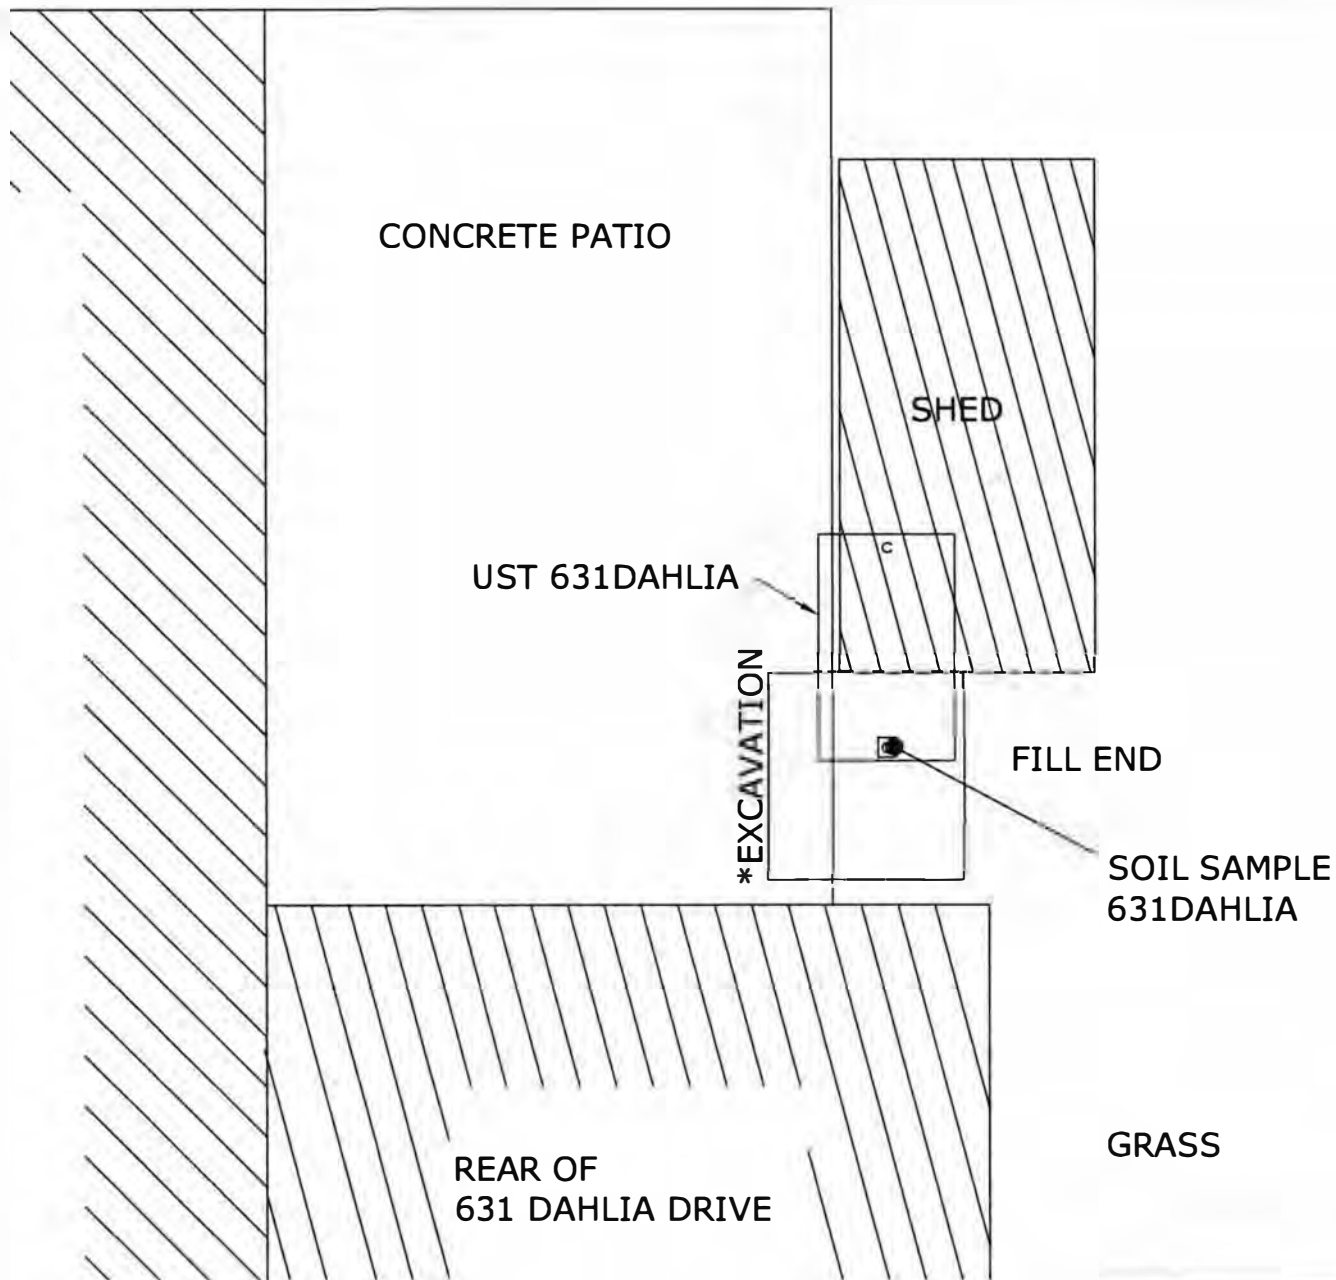 CONCRETE PATIO
SHED
C
UST 631DAHLIA
*EXCAVATION
FILL END
SOIL SAMPLE
631DAHLIA
GRASS
REAR OF
631 DAHLIA DRIVE